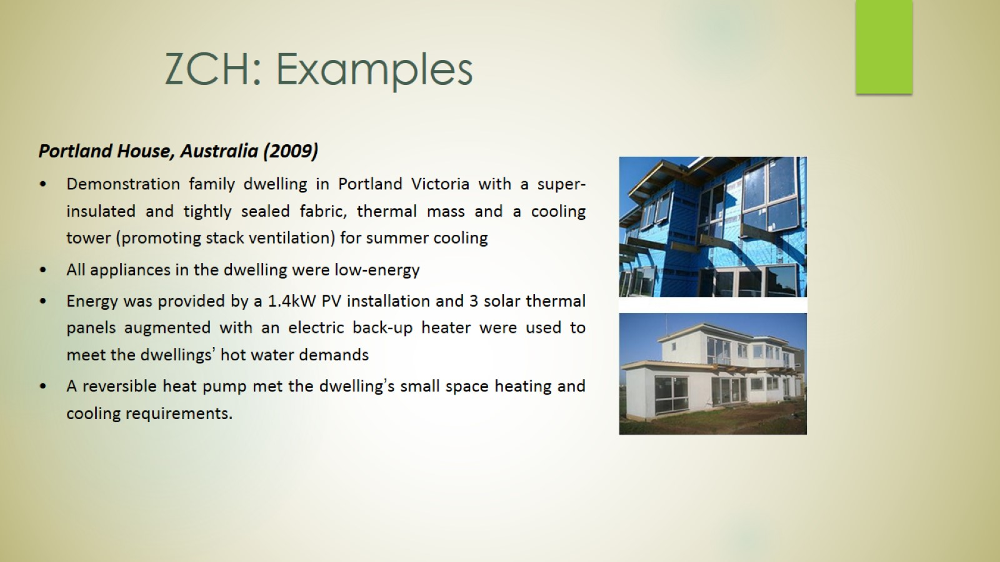 ZCH: Examples
Portland House, Australia (2009)
• Demonstration family dwelling in Portland Victoria with a super-
insulated and tightly sealed fabric, thermal mass and a cooling
tower (promoting stack ventilation) for summer cooling
• All appliances in the dwelling were low-energy
• Energy was provided by a 1.4kW PV installation and 3 solar thermal
panels augmented with an electric back-up heater were used to
meet the dwellings’ hot water demands
• A reversible heat pump met the dwelling’s small space heating and
cooling requirements.